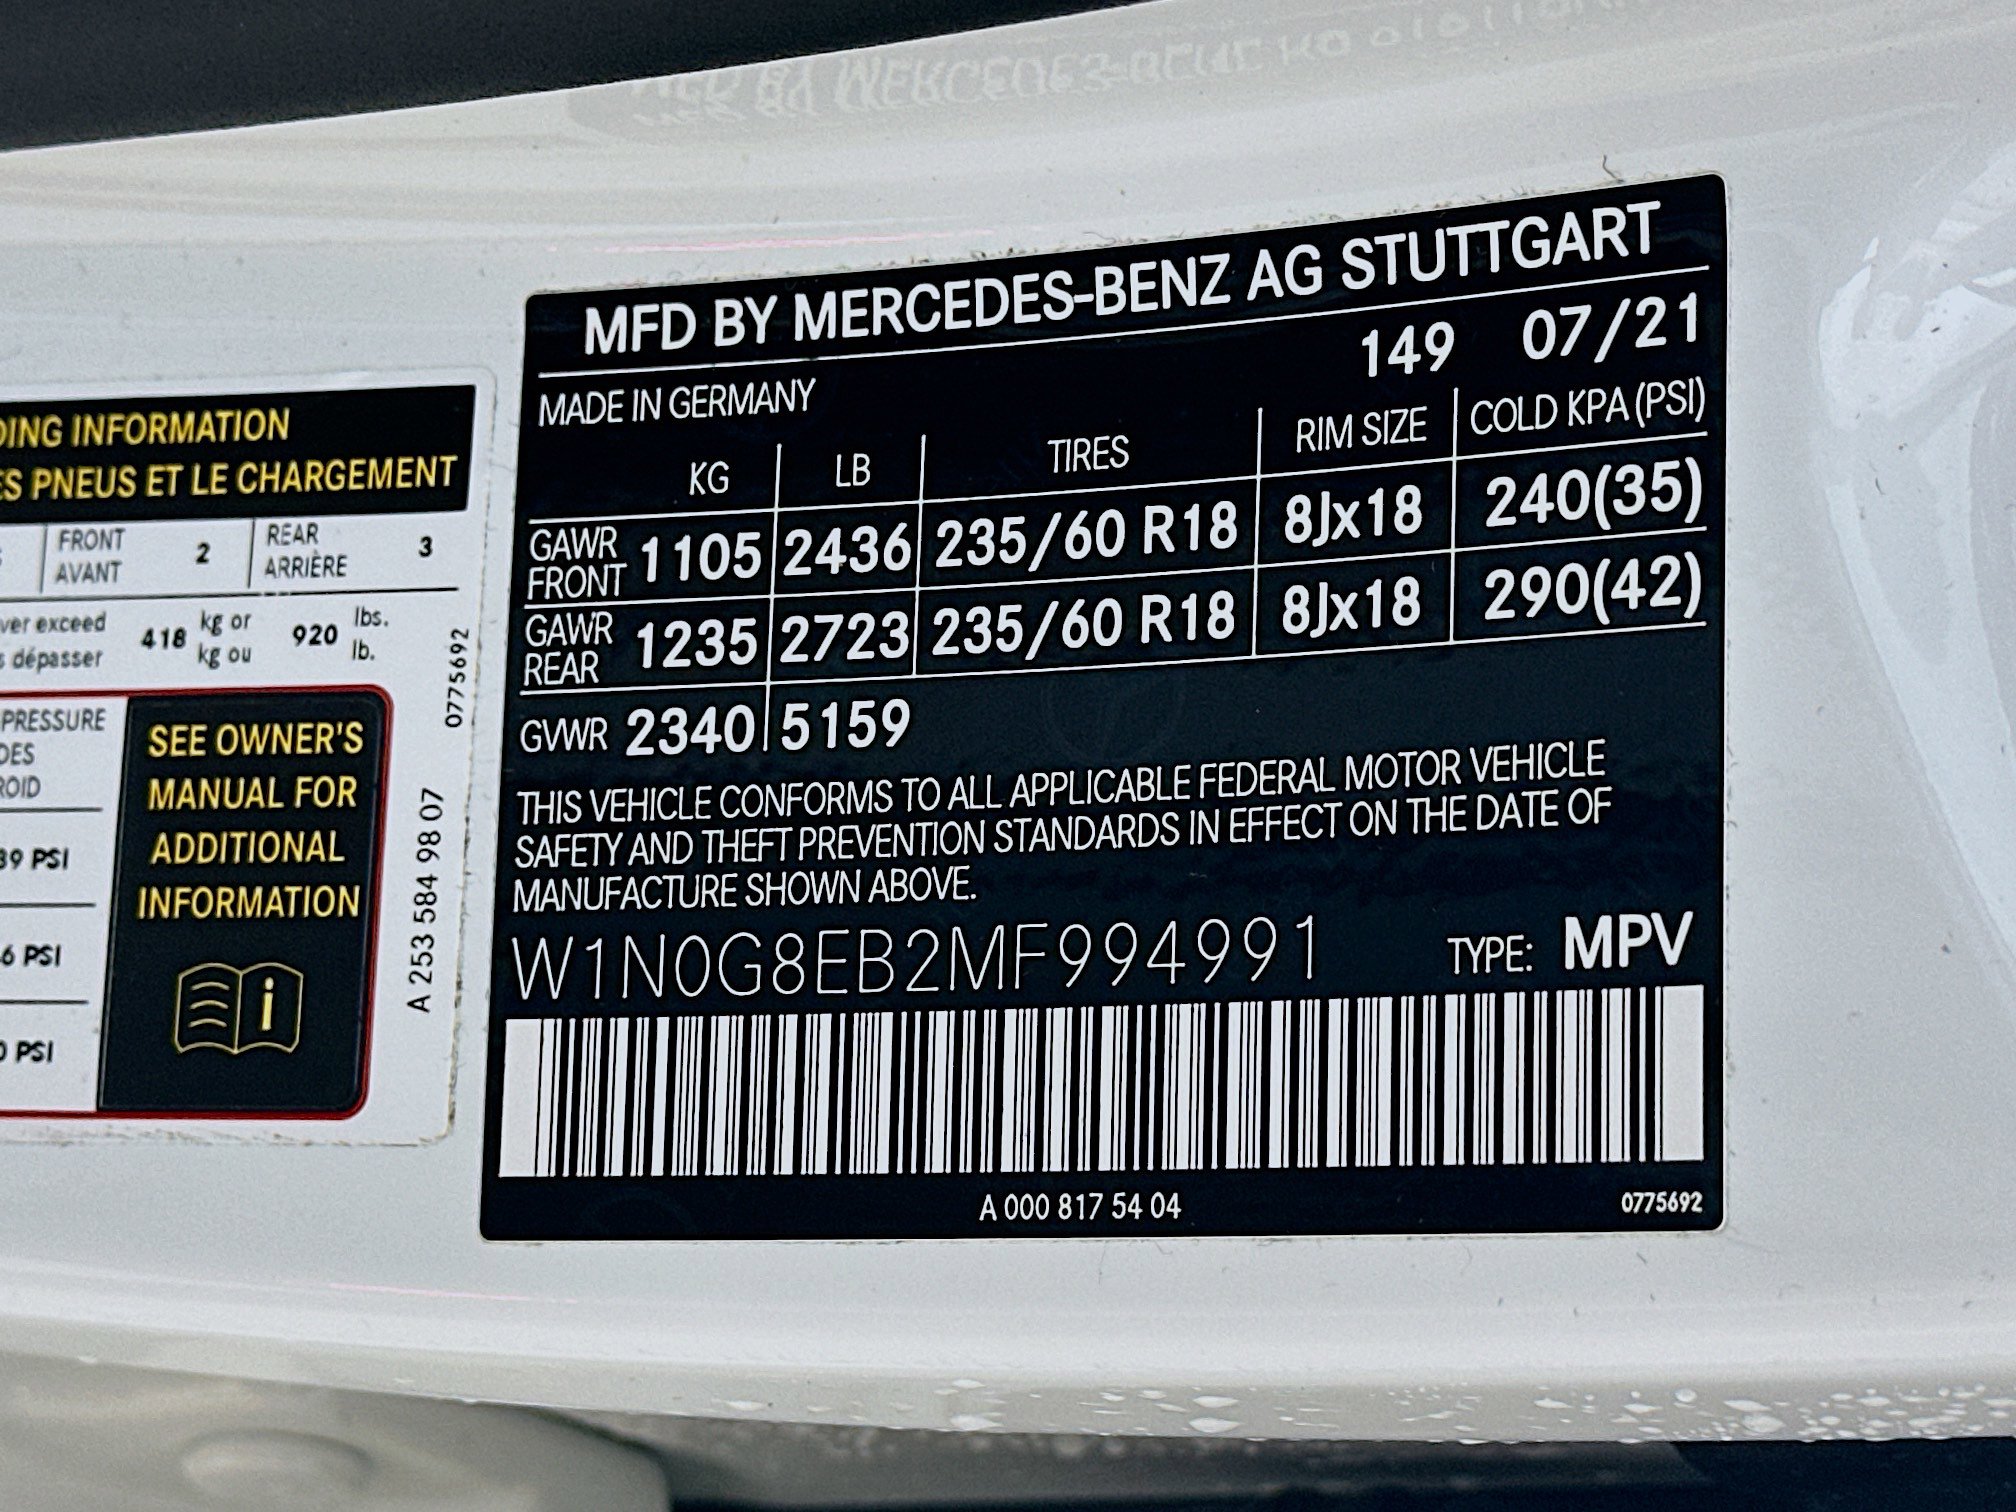 DING INFORMATION
ES PNEUS ET LE CHARGEMENT
FRONT
AVANT
2
REAR
ARRIÈRE
3
ver exceed
s dépasser
418
kg or
kg ou
920
lbs.
lb.
PRESSURE
DES
ROID
39 PSI
6 PSI
0 PSI
SEE OWNER'S
MANUAL FOR
ADDITIONAL
INFORMATION
i
A 253 584 98 07
0775692
MFD BY MERCEDES-BENZ AG STUTTGART
MADE IN GERMANY 149 07/21
KG LB TIRES RIM SIZE COLD KPA (PSI)
GAWR FRONT 1105 2436 235/60 R18 8Jx18 240(35)
GAWR REAR 1235 2723 235/60 R18 8Jx18 290(42)
GVWR 2340 5159
THIS VEHICLE CONFORMS TO ALL APPLICABLE FEDERAL MOTOR VEHICLE
SAFETY AND THEFT PREVENTION STANDARDS IN EFFECT ON THE DATE OF
MANUFACTURE SHOWN ABOVE.
W1N0G8EB2MF994991 TYPE: MPV
A 000 817 54 04 0775692